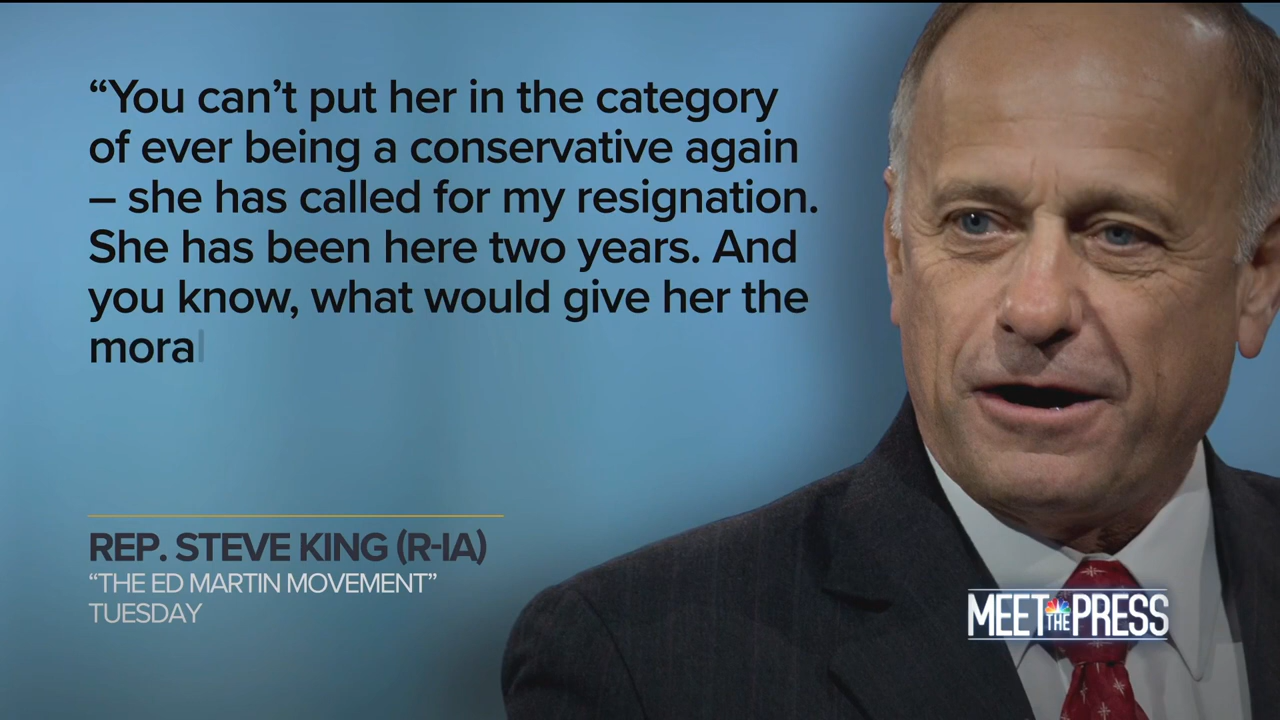 “You can’t put her in the category
of ever being a conservative again
– she has called for my resignation.
She has been here two years. And
you know, what would give her the
moral
REP. STEVE KING (R-IA)
“THE ED MARTIN MOVEMENT”
TUESDAY
MEET THE PRESS